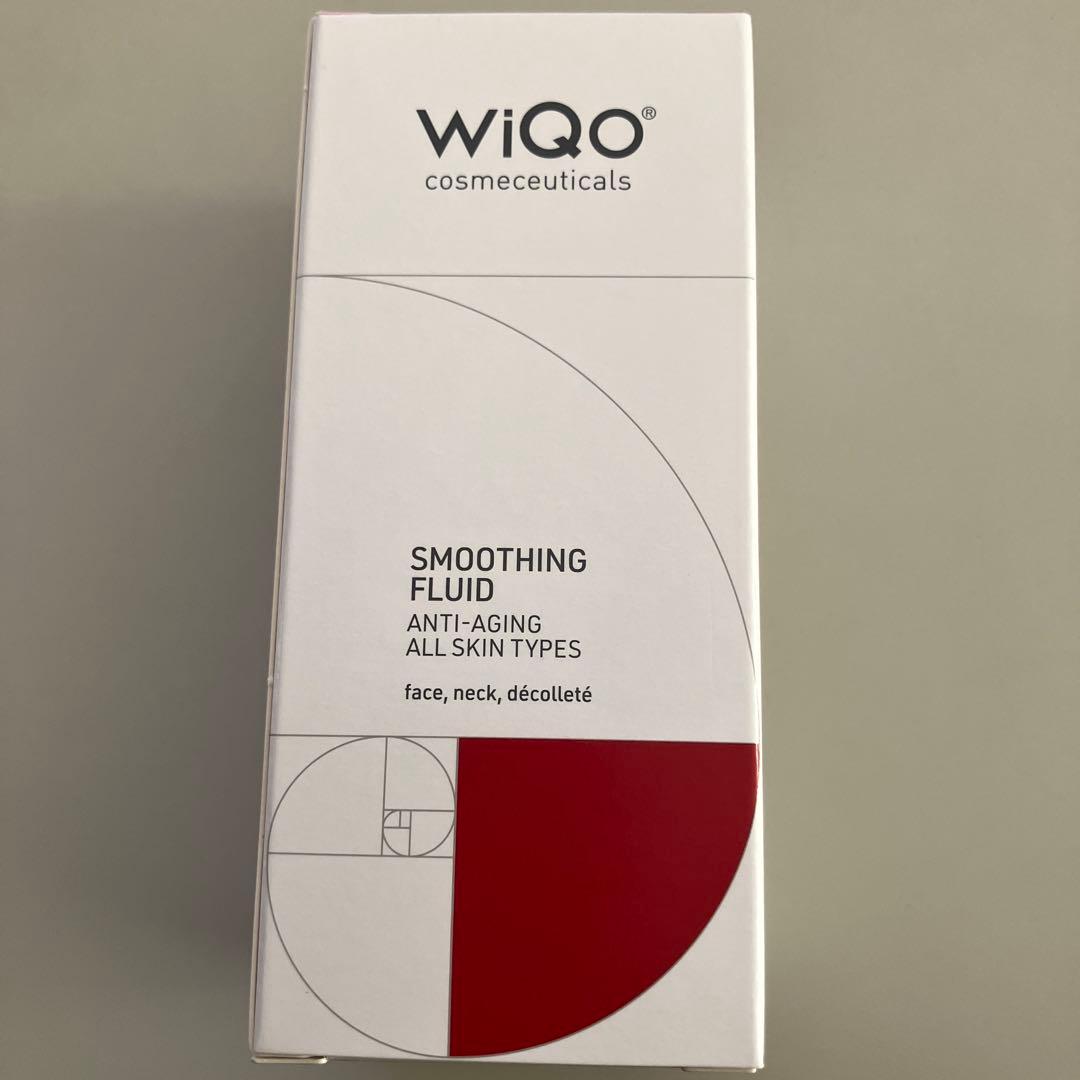 WiQo®
cosmeceuticals
SMOOTHING
FLUID
ANTI-AGING
ALL SKIN TYPES
face, neck, décolleté